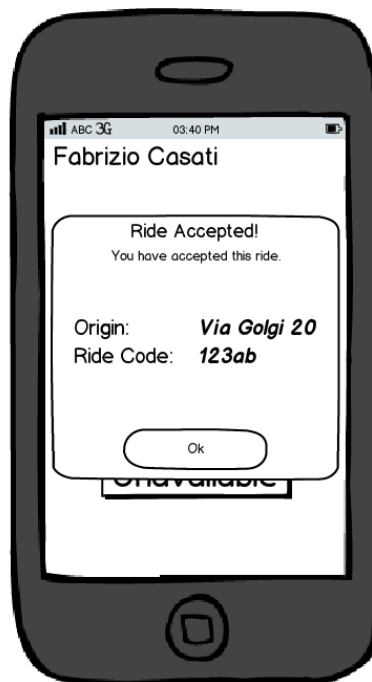 ABC 3G 03:40 PM
Fabrizio Casati
Ride Accepted!
You have accepted this ride.
Origin: Via Golgi 20
Ride Code: 123ab
Ok
Unavailable